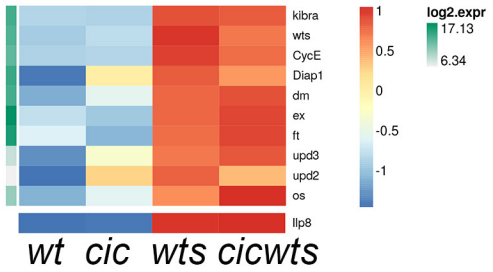 kibra
wts
CycE
Diap1
dm
ex
ft
upd3
upd2
os
Ilp8
wt cic wts cicwts
1
0.5
0
-0.5
-1
log2.expr
17.13
6.34